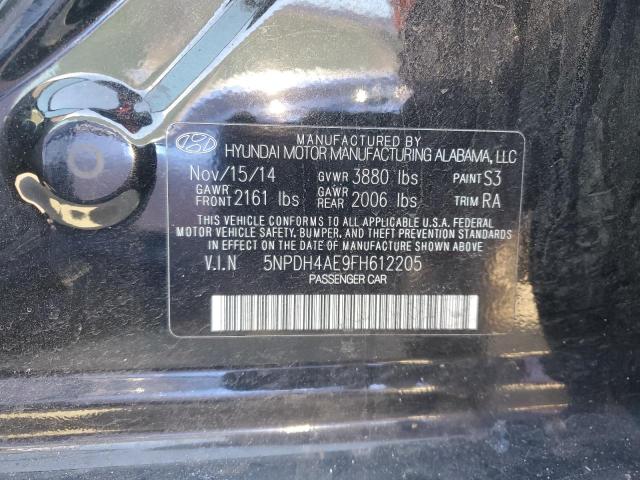 MANUFACTURED BY
HYUNDAI MOTOR MANUFACTURING ALABAMA, LLC
Nov/15/14 GVWR 3880 lbs PAINT S3
GAWR FRONT 2161 lbs GAWR REAR 2006 lbs TRIM RA
THIS VEHICLE CONFORMS TO ALL APPLICABLE U.S.A. FEDERAL
MOTOR VEHICLE SAFETY, BUMPER, AND THEFT PREVENTION STANDARDS
IN EFFECT ON THE DATE OF MANUFACTURE SHOWN ABOVE
V.I.N 5NPDH4AE9FH612205
PASSENGER CAR